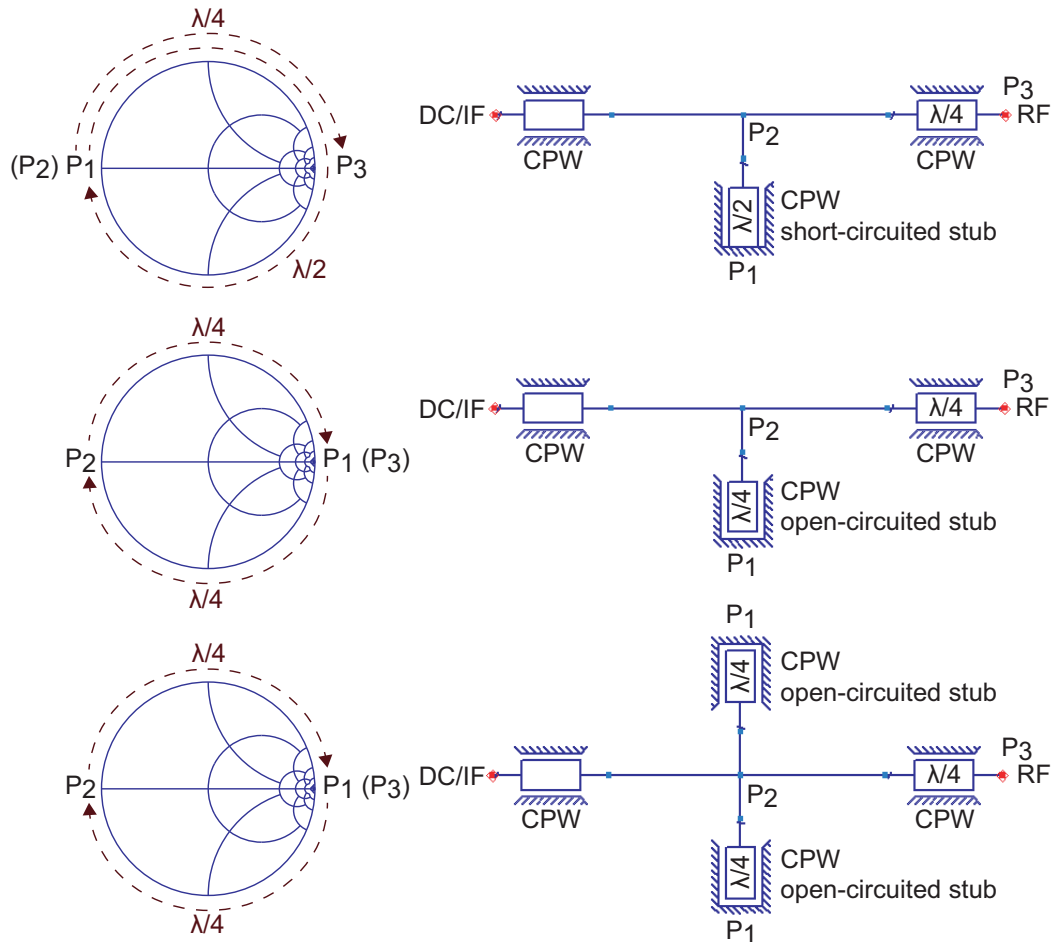 λ/4
(P2) P1
P3
λ/2
DC/IF
CPW
P2
λ/2
CPW
short-circuited stub
P1
λ/4
CPW
P3
RF
λ/4
P2
P1 (P3)
λ/4
DC/IF
CPW
P2
λ/4
CPW
open-circuited stub
P1
λ/4
CPW
P3
RF
λ/4
P2
P1 (P3)
λ/4
P1
λ/4
CPW
open-circuited stub
DC/IF
CPW
P2
λ/4
CPW
open-circuited stub
P1
λ/4
CPW
P3
RF